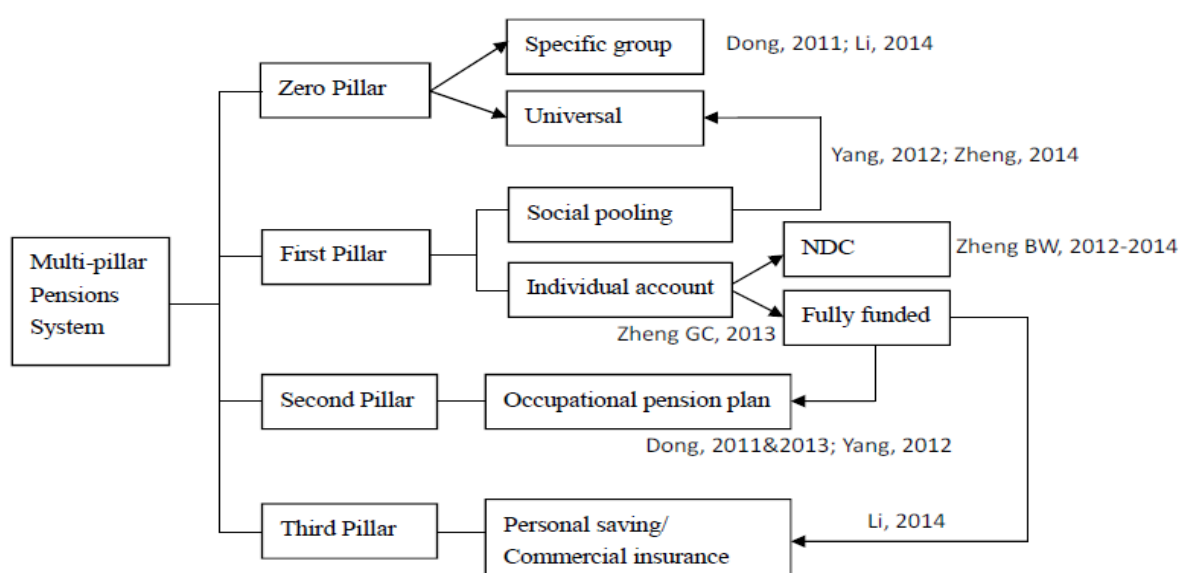 Specific group
Dong, 2011; Li, 2014
Zero Pillar
Universal
Yang, 2012; Zheng, 2014
Social pooling
Multi-pillar
Pensions
System
First Pillar
NDC
Zheng BW, 2012-2014
Individual account
Fully funded
Zheng GC, 2013
Second Pillar
Occupational pension plan
Dong, 2011&2013; Yang, 2012
Third Pillar
Personal saving/
Commercial insurance
Li, 2014